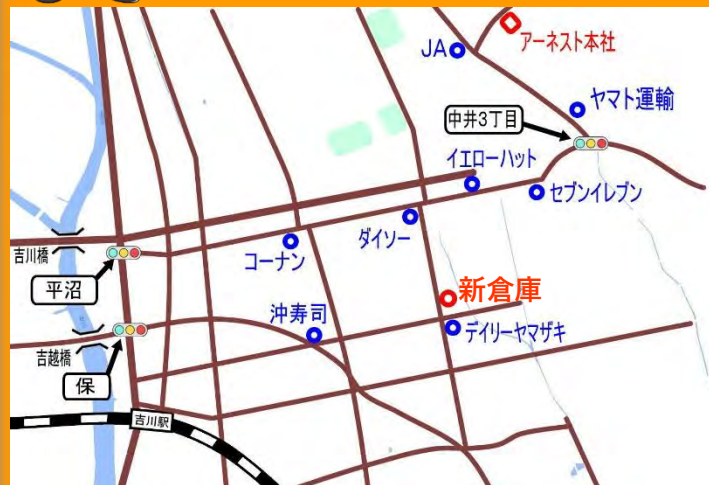 アーネスト本社
JA
ヤマト運輸
中井3丁目
イエローハット
セブンイレブン
ダイソー
コーナン
吉川橋
平沼
新倉庫
沖寿司
デイリーヤマザキ
吉越橋
保
吉川駅